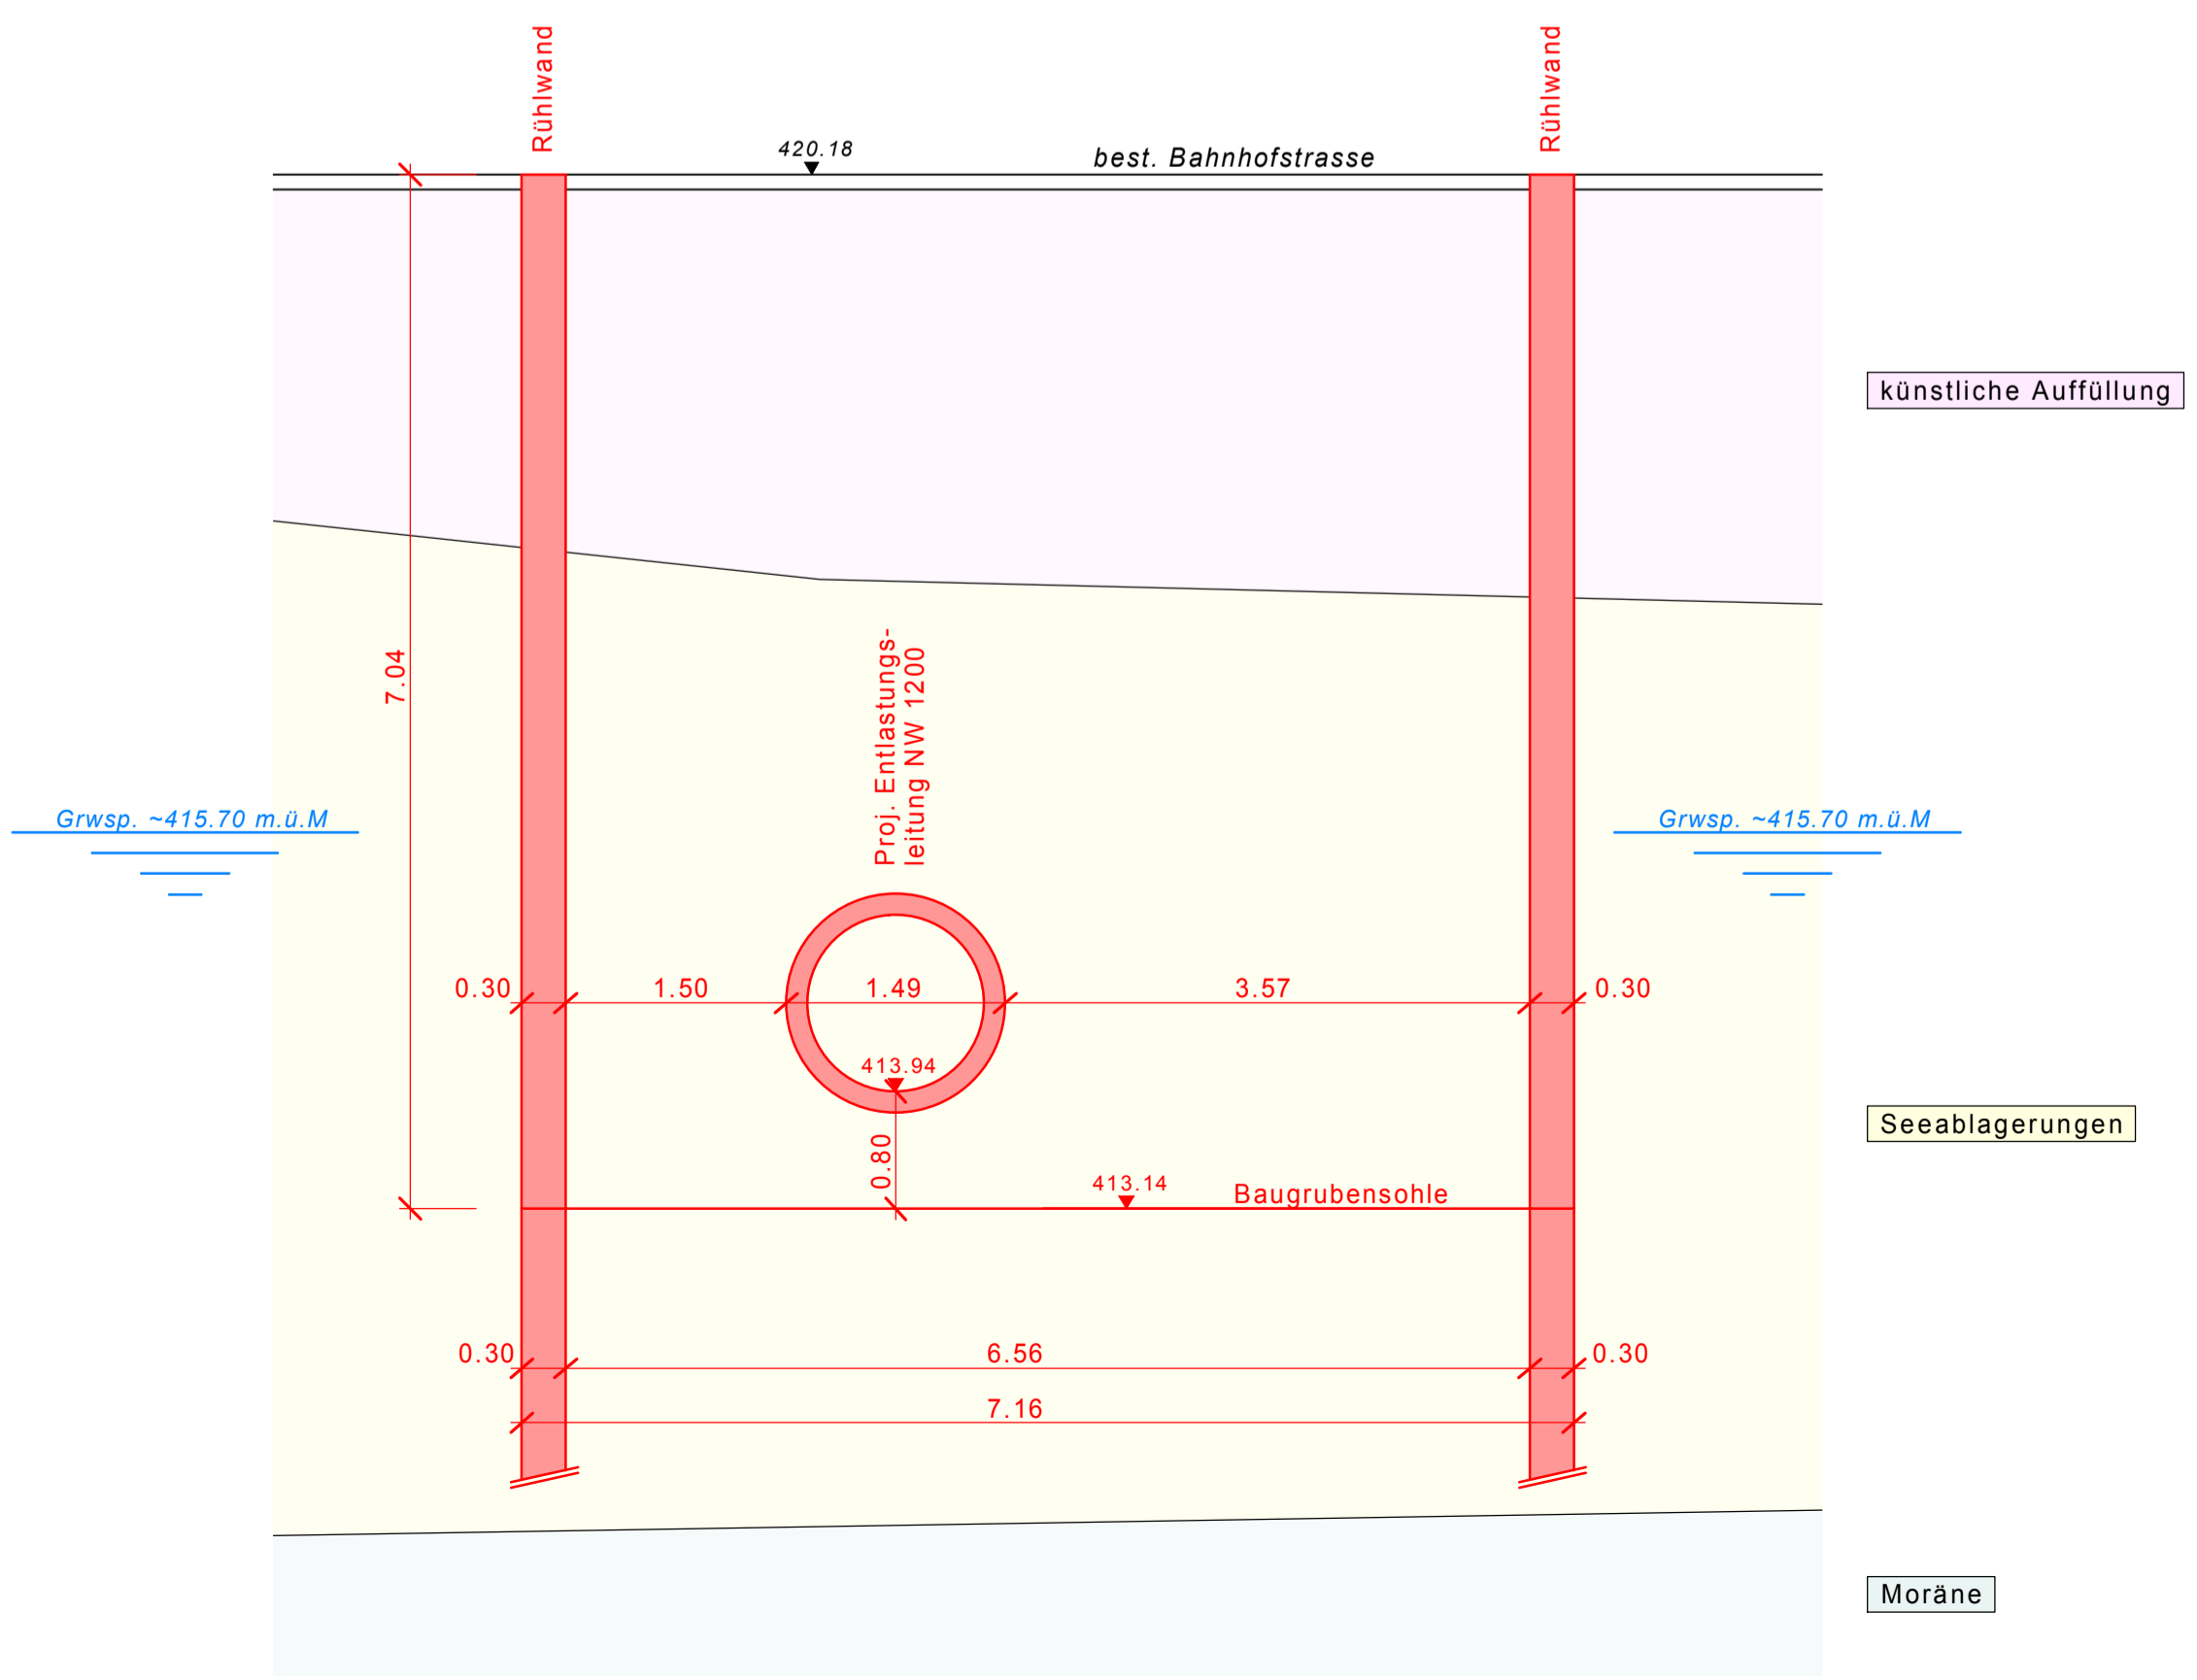 Rühlwand
Rühlwand
420.18
best. Bahnhofstrasse
künstliche Auffüllung
7.04
Proj. Entlastungs-
leitung NW 1200
Grwsp. ~415.70 m.ü.M
Grwsp. ~415.70 m.ü.M
0.30
1.50
1.49
3.57
0.30
413.94
0.80
Seeablagerungen
413.14
Baugrubensohle
0.30
6.56
0.30
7.16
Moräne